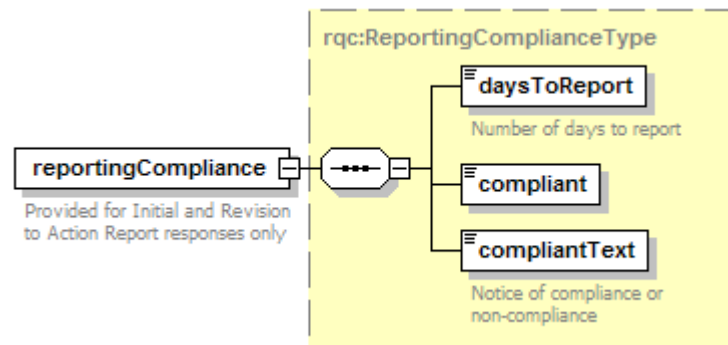 rqc:ReportingComplianceType
daysToReport
Number of days to report
reportingCompliance
Provided for Initial and Revision
to Action Report responses only
compliant
compliantText
Notice of compliance or
non-compliance